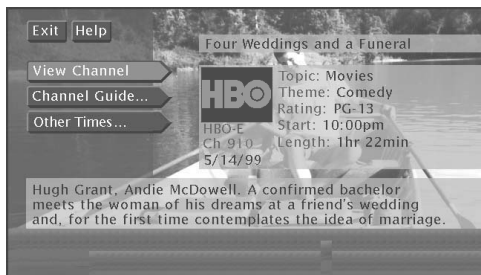 Exit Help
Four Weddings and a Funeral
View Channel
Channel Guide...
Other Times...
HBO
HBO-E
Ch 910
5/14/99
Topic: Movies
Theme: Comedy
Rating: PG-13
Start: 10:00pm
Length: 1hr 22min
Hugh Grant, Andie McDowell. A confirmed bachelor
meets the woman of his dreams at a friend's wedding
and, for the first time contemplates the idea of marriage.